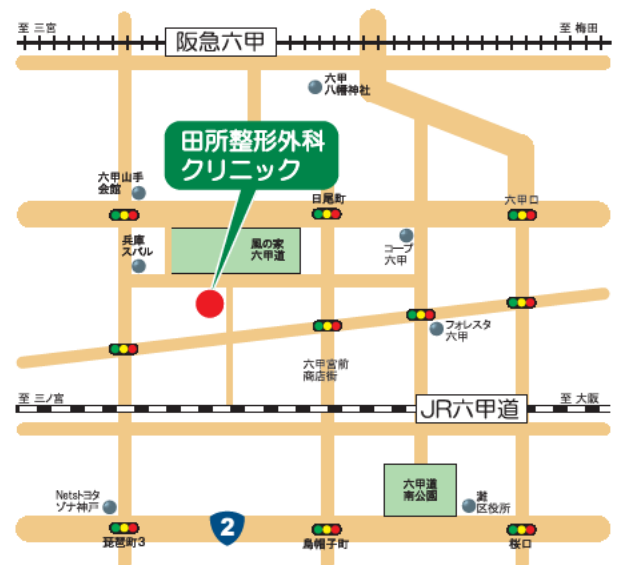 至 三宮
阪急六甲
至 梅田
六甲
八幡神社
田所整形外科
クリニック
六甲山手
会館
日尾町
六甲口
兵庫
スバル
風の家
六甲道
コープ
六甲
フォレスタ
六甲
六甲宮前
商店街
至 三ノ宮
JR六甲道
至 大阪
六甲道
南公園
Netsトヨタ
ゾナ神戸
灘
区役所
琵琶町3
2
烏帽子町
桜口